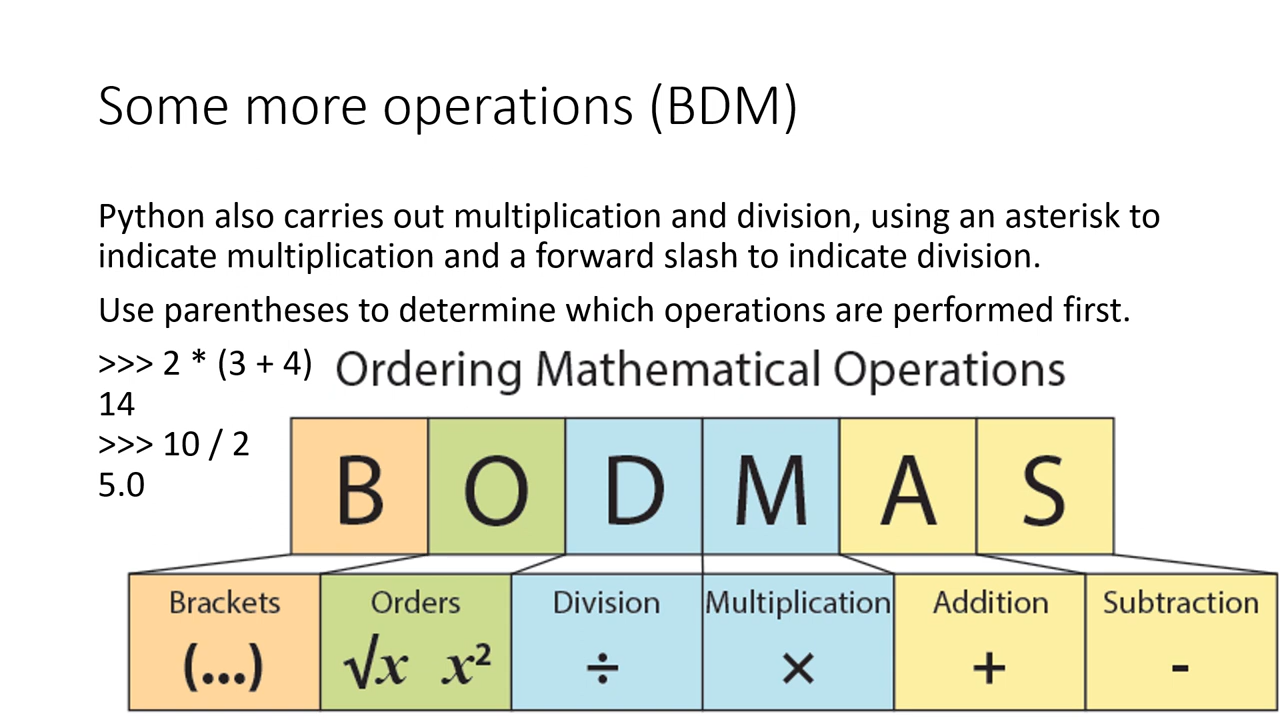 Some more operations (BDM)
Python also carries out multiplication and division, using an asterisk to
indicate multiplication and a forward slash to indicate division.
Use parentheses to determine which operations are performed first.
>>> 2 * (3 + 4)
14
>>> 10 / 2
5.0
Ordering Mathematical Operations
B O D M A S
Brackets Orders Division Multiplication Addition Subtraction
(...) √x x² ÷ × + -